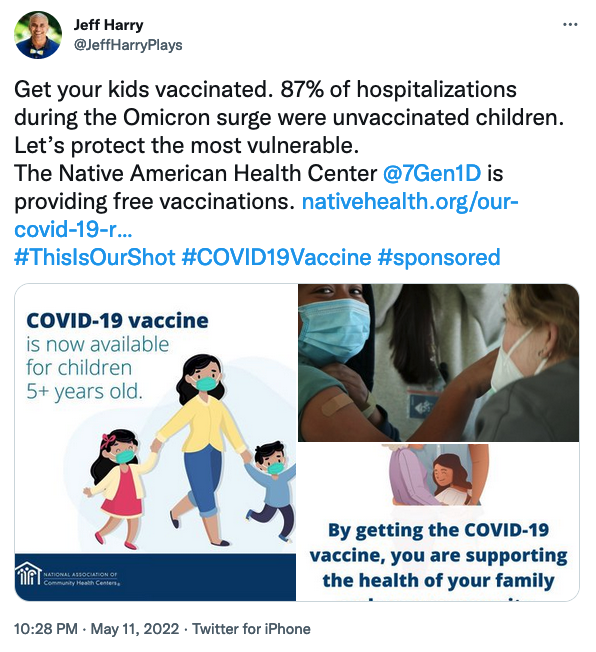 Jeff Harry
@JeffHarryPlays
Get your kids vaccinated. 87% of hospitalizations
during the Omicron surge were unvaccinated children.
Let’s protect the most vulnerable.
The Native American Health Center @7Gen1D is
providing free vaccinations. nativehealth.org/our-
covid-19-r...
#ThisIsOurShot #COVID19Vaccine #sponsored
COVID-19 vaccine
is now available
for children
5+ years old.
NATIONAL ASSOCIATION OF
Community Health Centers
By getting the COVID-19
vaccine, you are supporting
the health of your family
10:28 PM · May 11, 2022 · Twitter for iPhone